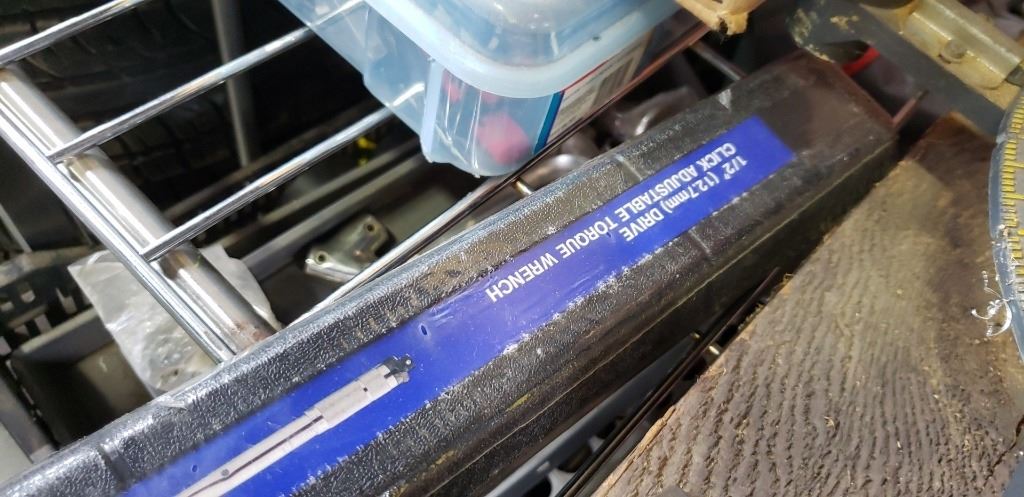 1/2" (12.7mm) DRIVE
CLICK ADJUSTABLE TORQUE WRENCH